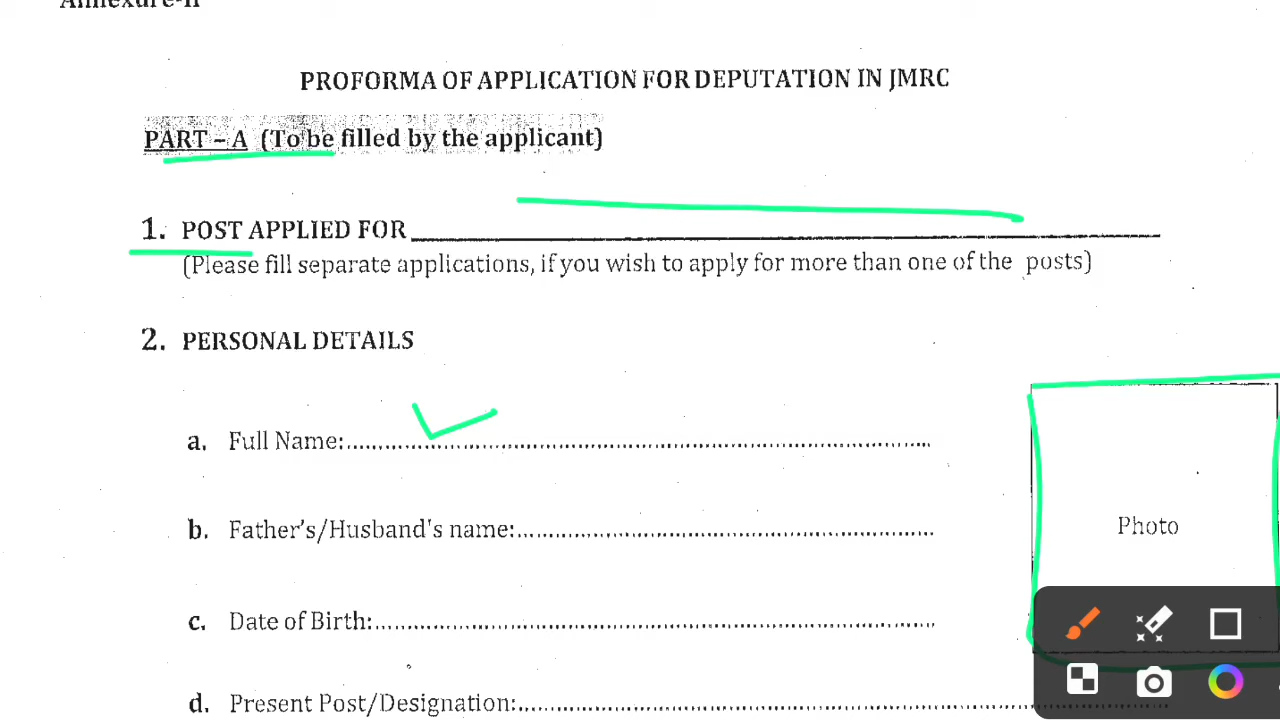 Annexure-II
PROFORMA OF APPLICATION FOR DEPUTATION IN JMRC
PART – A (To be filled by the applicant)
1. POST APPLIED FOR
(Please fill separate applications, if you wish to apply for more than one of the posts)
2. PERSONAL DETAILS
a. Full Name:
b. Father's/Husband's name:
Photo
c. Date of Birth:
d. Present Post/Designation: